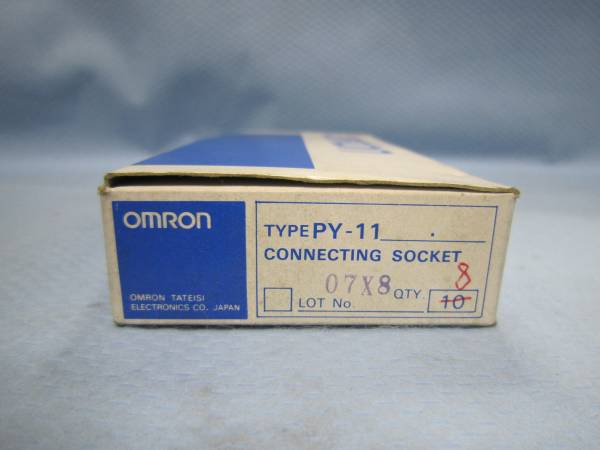 OMRON
OMRON TATEISI
ELECTRONICS CO. JAPAN
TYPE PY-11 .
CONNECTING SOCKET
LOT No. 07X8 QTY. 10 8